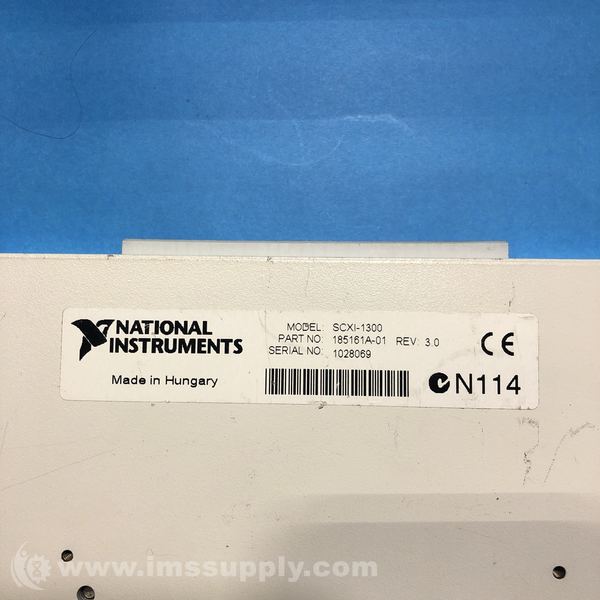 NATIONAL
INSTRUMENTS
Made in Hungary
MODEL: SCXI-1300
PART NO: 185161A-01 REV: 3.0
SERIAL NO. 1028069
CE
N114
www.imssupply.com